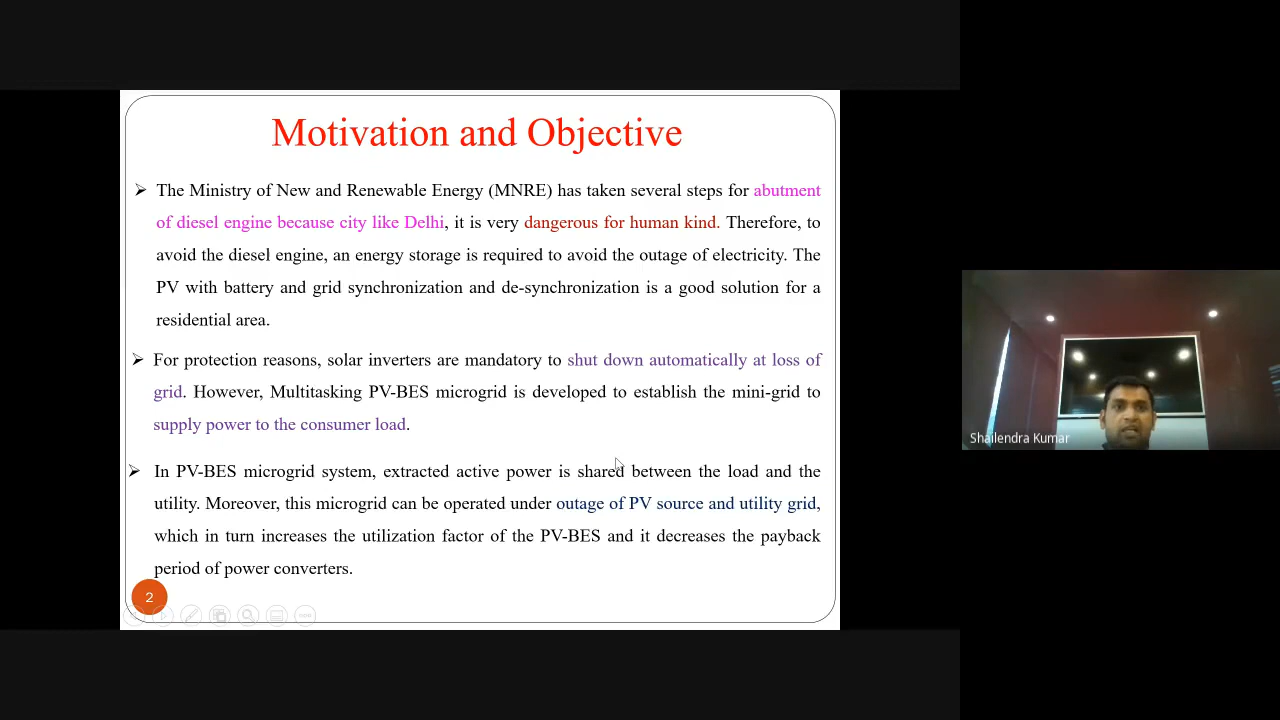 Motivation and Objective
The Ministry of New and Renewable Energy (MNRE) has taken several steps for abutment
of diesel engine because city like Delhi, it is very dangerous for human kind. Therefore, to
avoid the diesel engine, an energy storage is required to avoid the outage of electricity. The
PV with battery and grid synchronization and de-synchronization is a good solution for a
residential area.
For protection reasons, solar inverters are mandatory to shut down automatically at loss of
grid. However, Multitasking PV-BES microgrid is developed to establish the mini-grid to
supply power to the consumer load.
In PV-BES microgrid system, extracted active power is shared between the load and the
utility. Moreover, this microgrid can be operated under outage of PV source and utility grid,
which in turn increases the utilization factor of the PV-BES and it decreases the payback
period of power converters.
2
Shailendra Kumar